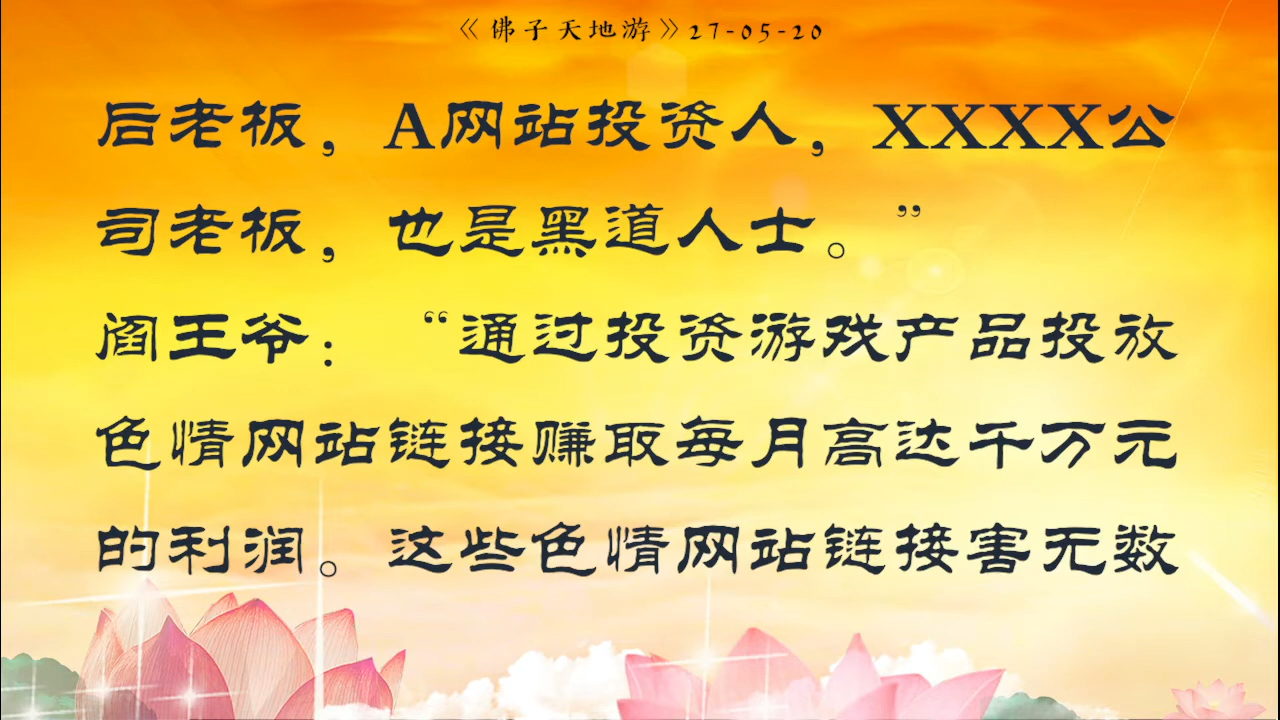 《佛子天地游》27-05-20
后老板，A网站投资人，XXXX公
司老板，也是黑道人士。”
阎王爷：“通过投资游戏产品投放
色情网站链接赚取每月高达千万元
的利润。这些色情网站链接害无数